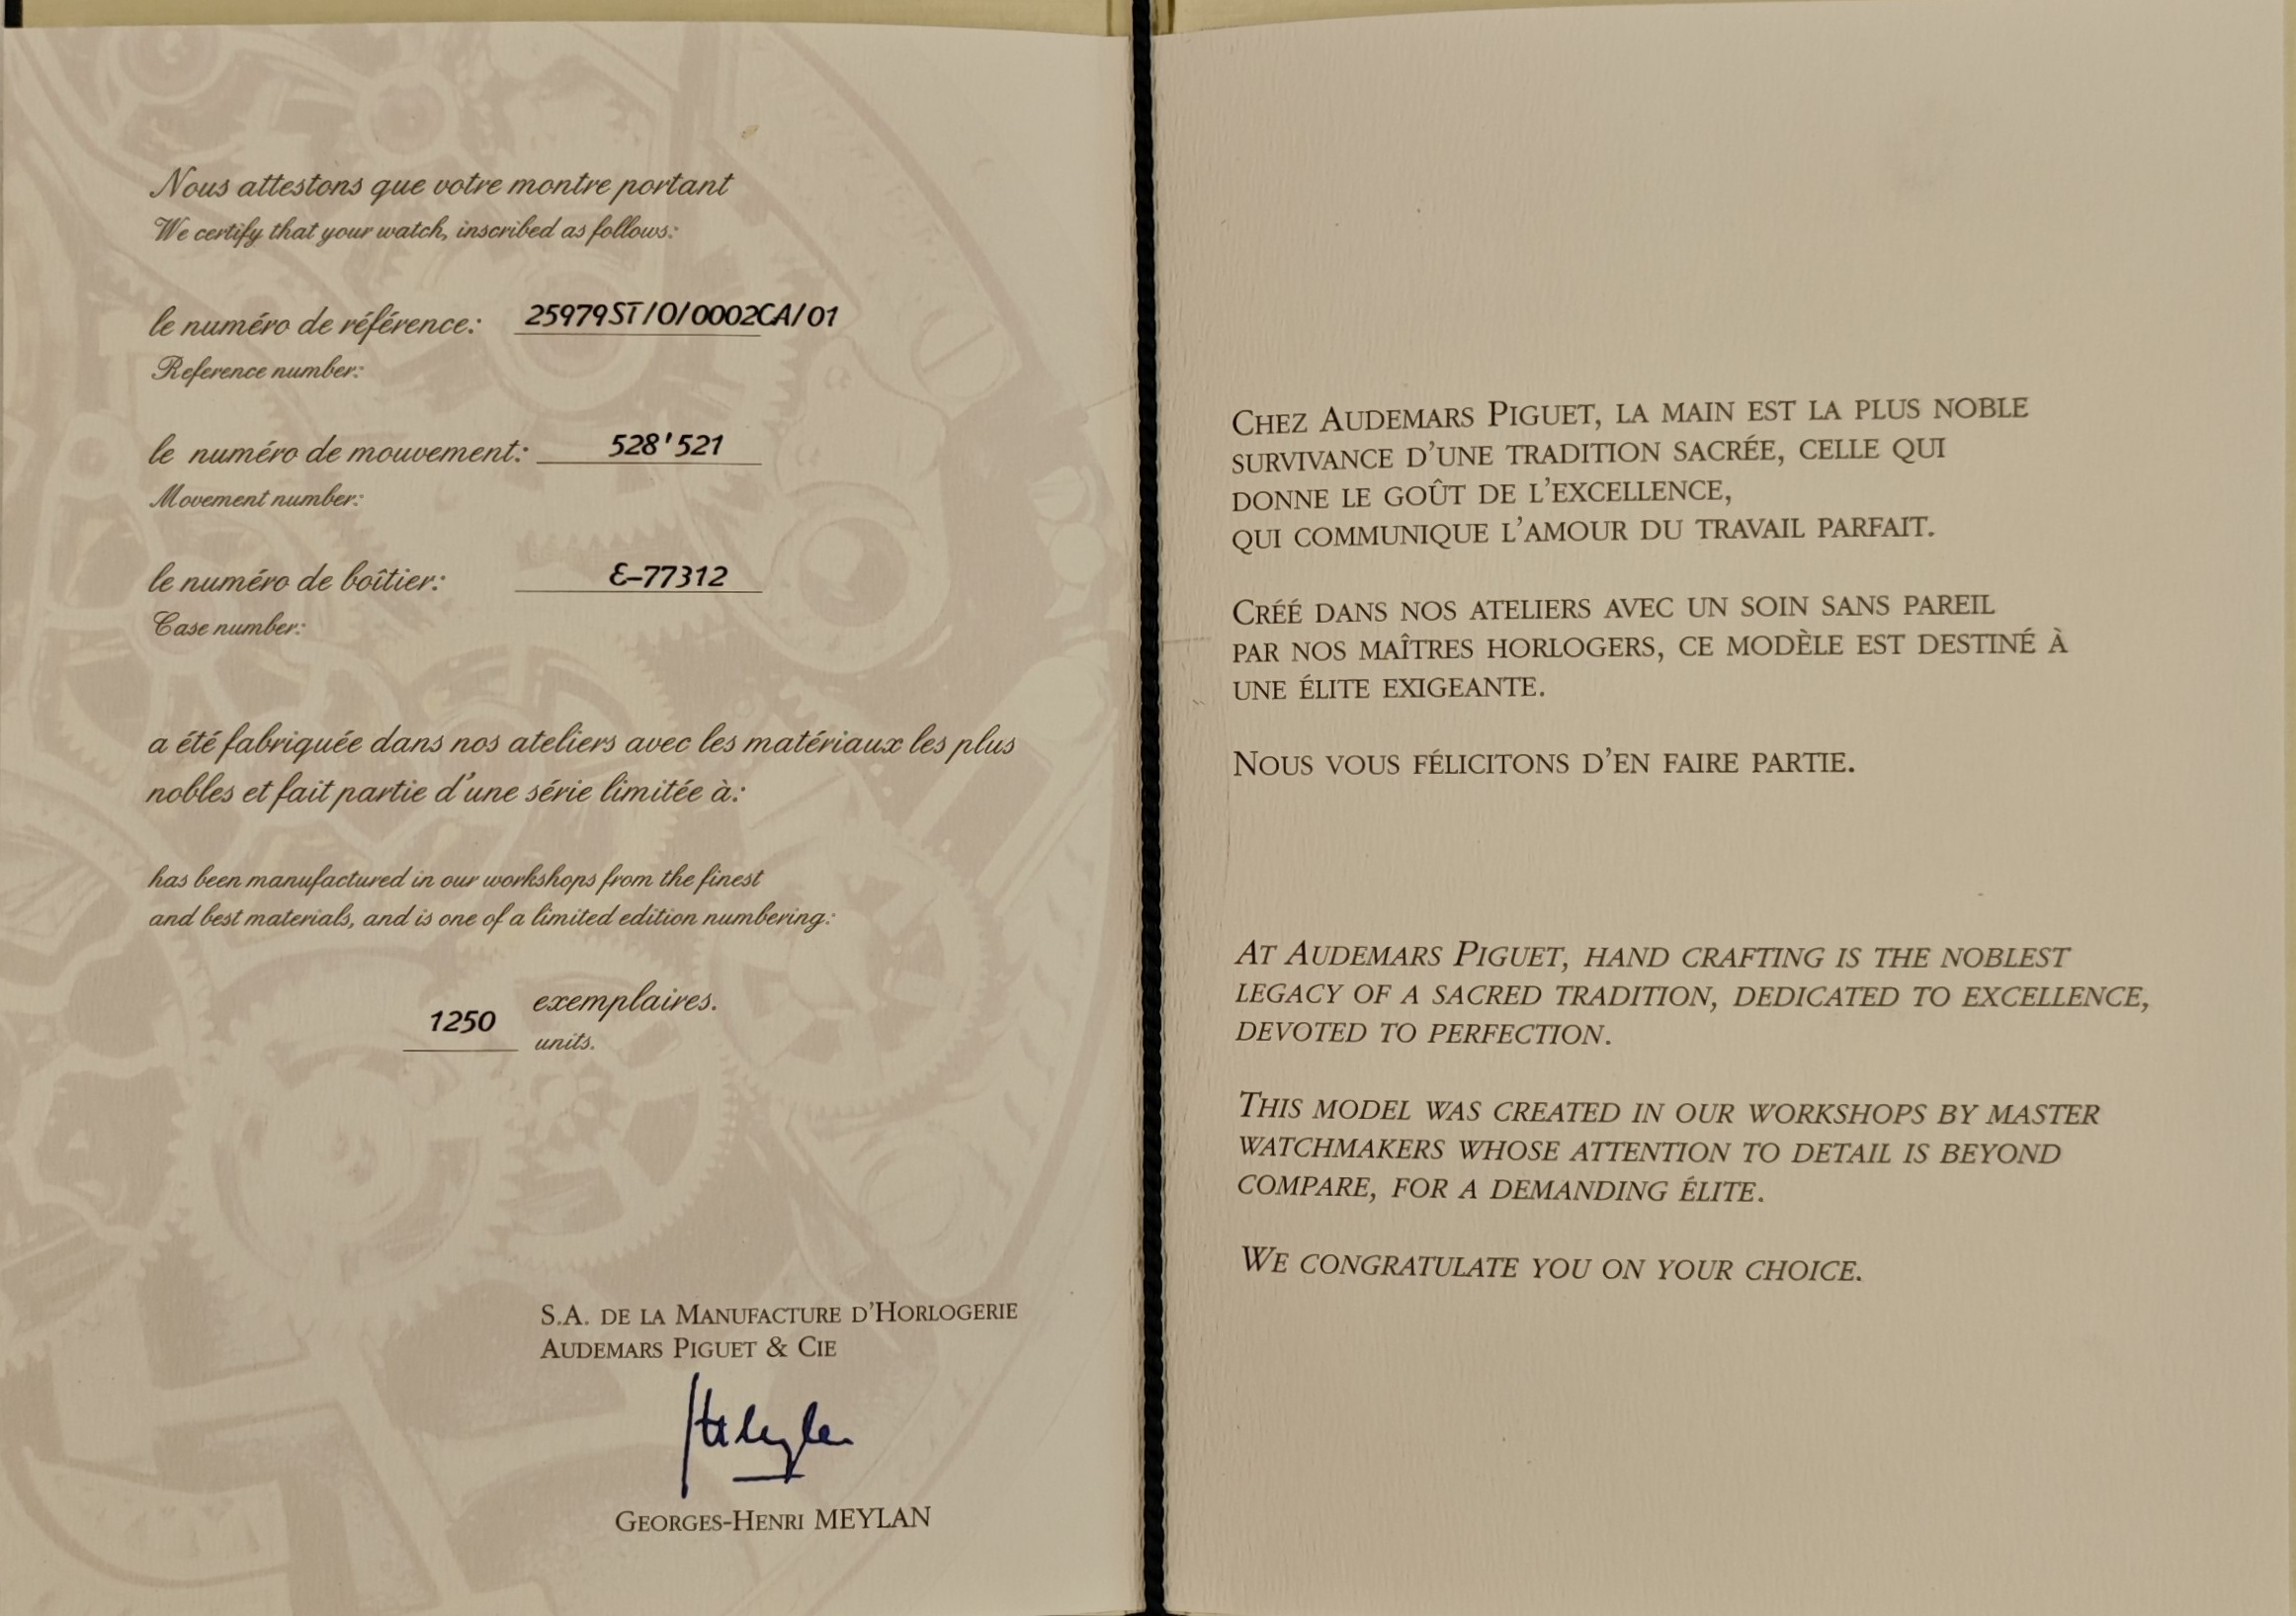 Nous attestons que votre montre portant
We certify that your watch, inscribed as follows:
le numéro de référence: 25979ST/O/0002CA/01
Reference number:
le numéro de mouvement: 528'521
Movement number:
le numéro de boîtier: E-77312
Case number:
a été fabriquée dans nos ateliers avec les matériaux les plus
nobles et fait partie d'une série limitée à:
has been manufactured in our workshops from the finest
and best materials, and is one of a limited edition numbering:
1250 exemplaires.
units.
S.A. DE LA MANUFACTURE D'HORLOGERIE
AUDEMARS PIGUET & CIE
GEORGES-HENRI MEYLAN
CHEZ AUDEMARS PIGUET, LA MAIN EST LA PLUS NOBLE
SURVIVANCE D'UNE TRADITION SACRÉE, CELLE QUI
DONNE LE GOÛT DE L'EXCELLENCE,
QUI COMMUNIQUE L'AMOUR DU TRAVAIL PARFAIT.
CRÉÉ DANS NOS ATELIERS AVEC UN SOIN SANS PAREIL
PAR NOS MAÎTRES HORLOGERS, CE MODÈLE EST DESTINÉ À
UNE ÉLITE EXIGEANTE.
NOUS VOUS FÉLICITONS D'EN FAIRE PARTIE.
AT AUDEMARS PIGUET, HAND CRAFTING IS THE NOBLEST
LEGACY OF A SACRED TRADITION, DEDICATED TO EXCELLENCE,
DEVOTED TO PERFECTION.
THIS MODEL WAS CREATED IN OUR WORKSHOPS BY MASTER
WATCHMAKERS WHOSE ATTENTION TO DETAIL IS BEYOND
COMPARE, FOR A DEMANDING ÉLITE.
WE CONGRATULATE YOU ON YOUR CHOICE.